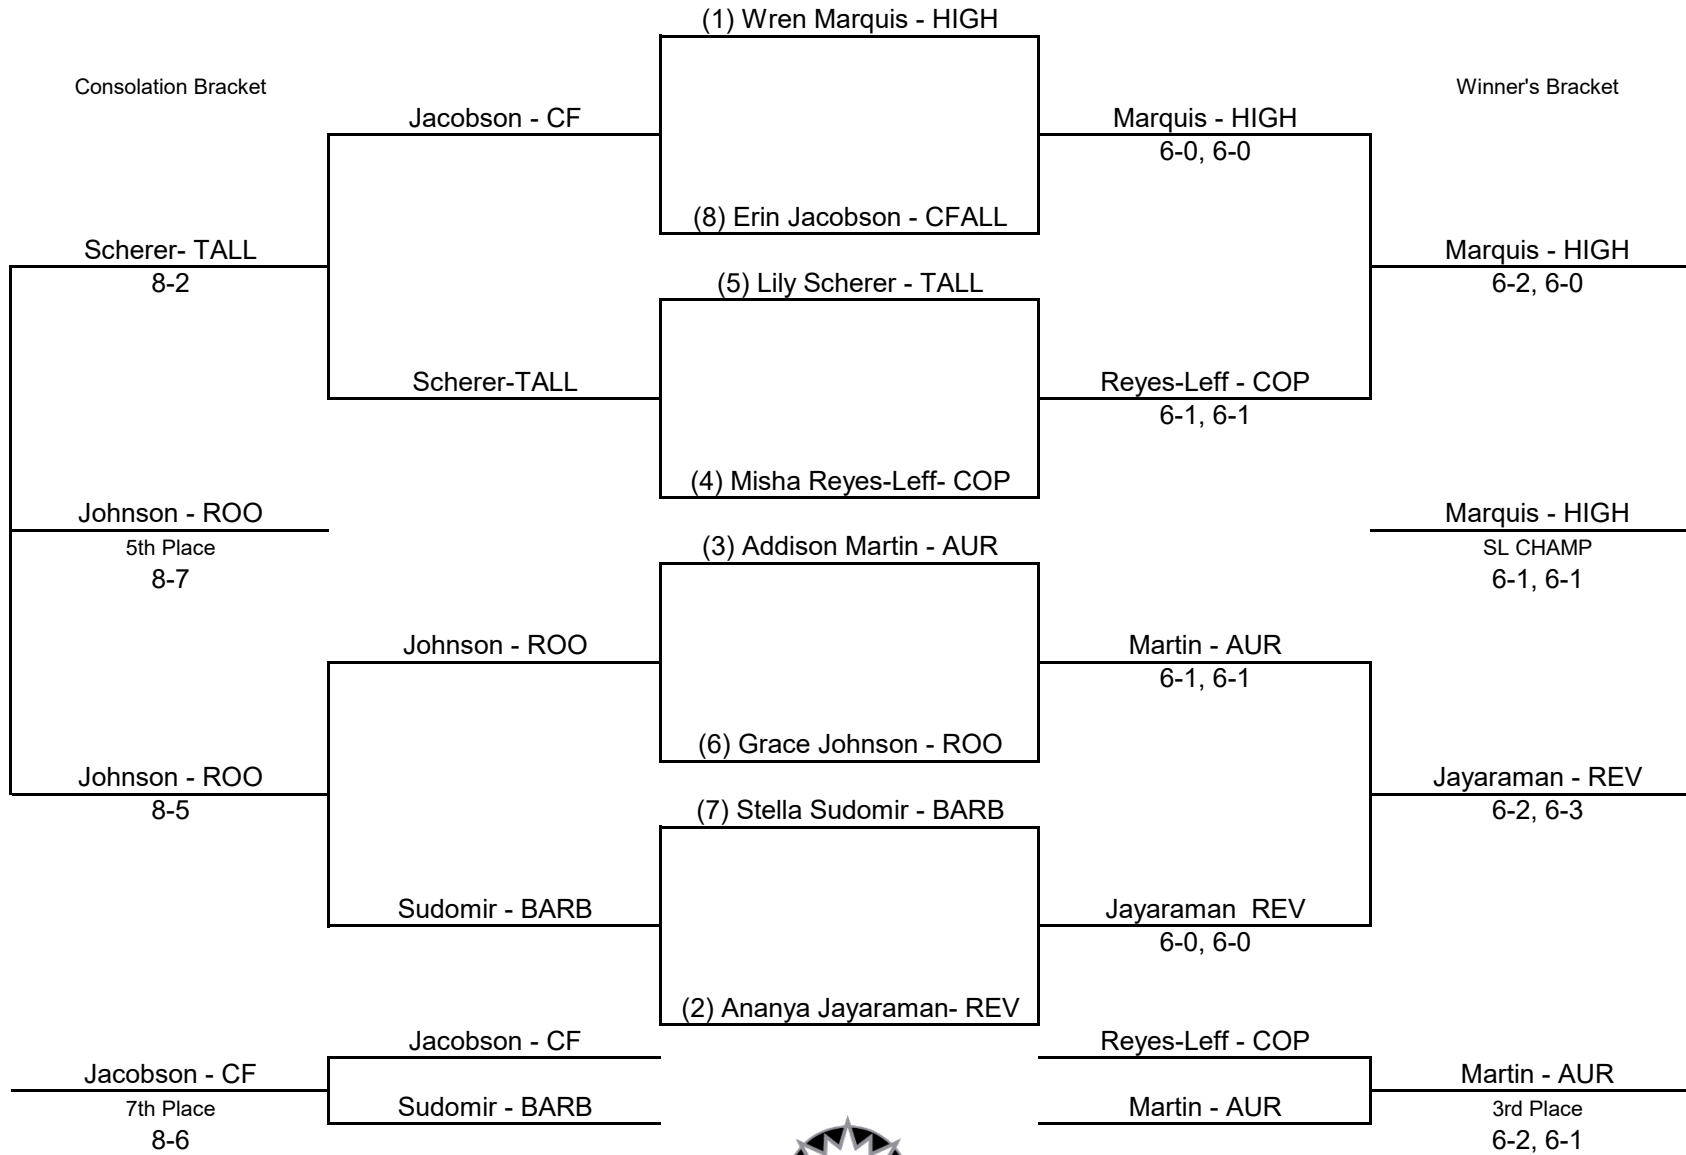 (1) Wren Marquis - HIGH
Consolation Bracket
Winner's Bracket
Jacobson - CF
Marquis - HIGH
6-0, 6-0
(8) Erin Jacobson - CFALL
Scherer- TALL
8-2
Marquis - HIGH
6-2, 6-0
(5) Lily Scherer - TALL
Scherer-TALL
Reyes-Leff - COP
6-1, 6-1
(4) Misha Reyes-Leff- COP
Johnson - ROO
5th Place
8-7
Marquis - HIGH
SL CHAMP
6-1, 6-1
(3) Addison Martin - AUR
Johnson - ROO
Martin - AUR
6-1, 6-1
(6) Grace Johnson - ROO
Johnson - ROO
8-5
Jayaraman - REV
6-2, 6-3
(7) Stella Sudomir - BARB
Sudomir - BARB
Jayaraman  REV
6-0, 6-0
(2) Ananya Jayaraman- REV
Jacobson - CF
Reyes-Leff - COP
Jacobson - CF
7th Place
8-6
Sudomir - BARB
Martin - AUR
Martin - AUR
3rd Place
6-2, 6-1